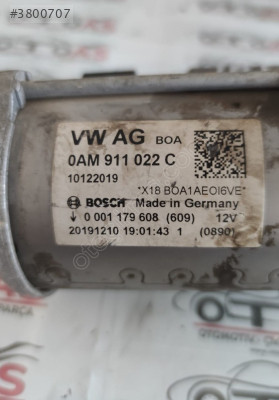 #3800707
VW AG BOA
0AM 911 022 C
10122019
*X18 BOA1AEOI6VE*
BOSCH Made in Germany
0 001 179 608 (609) 12V
20191210 19:01:43 1 (0890)